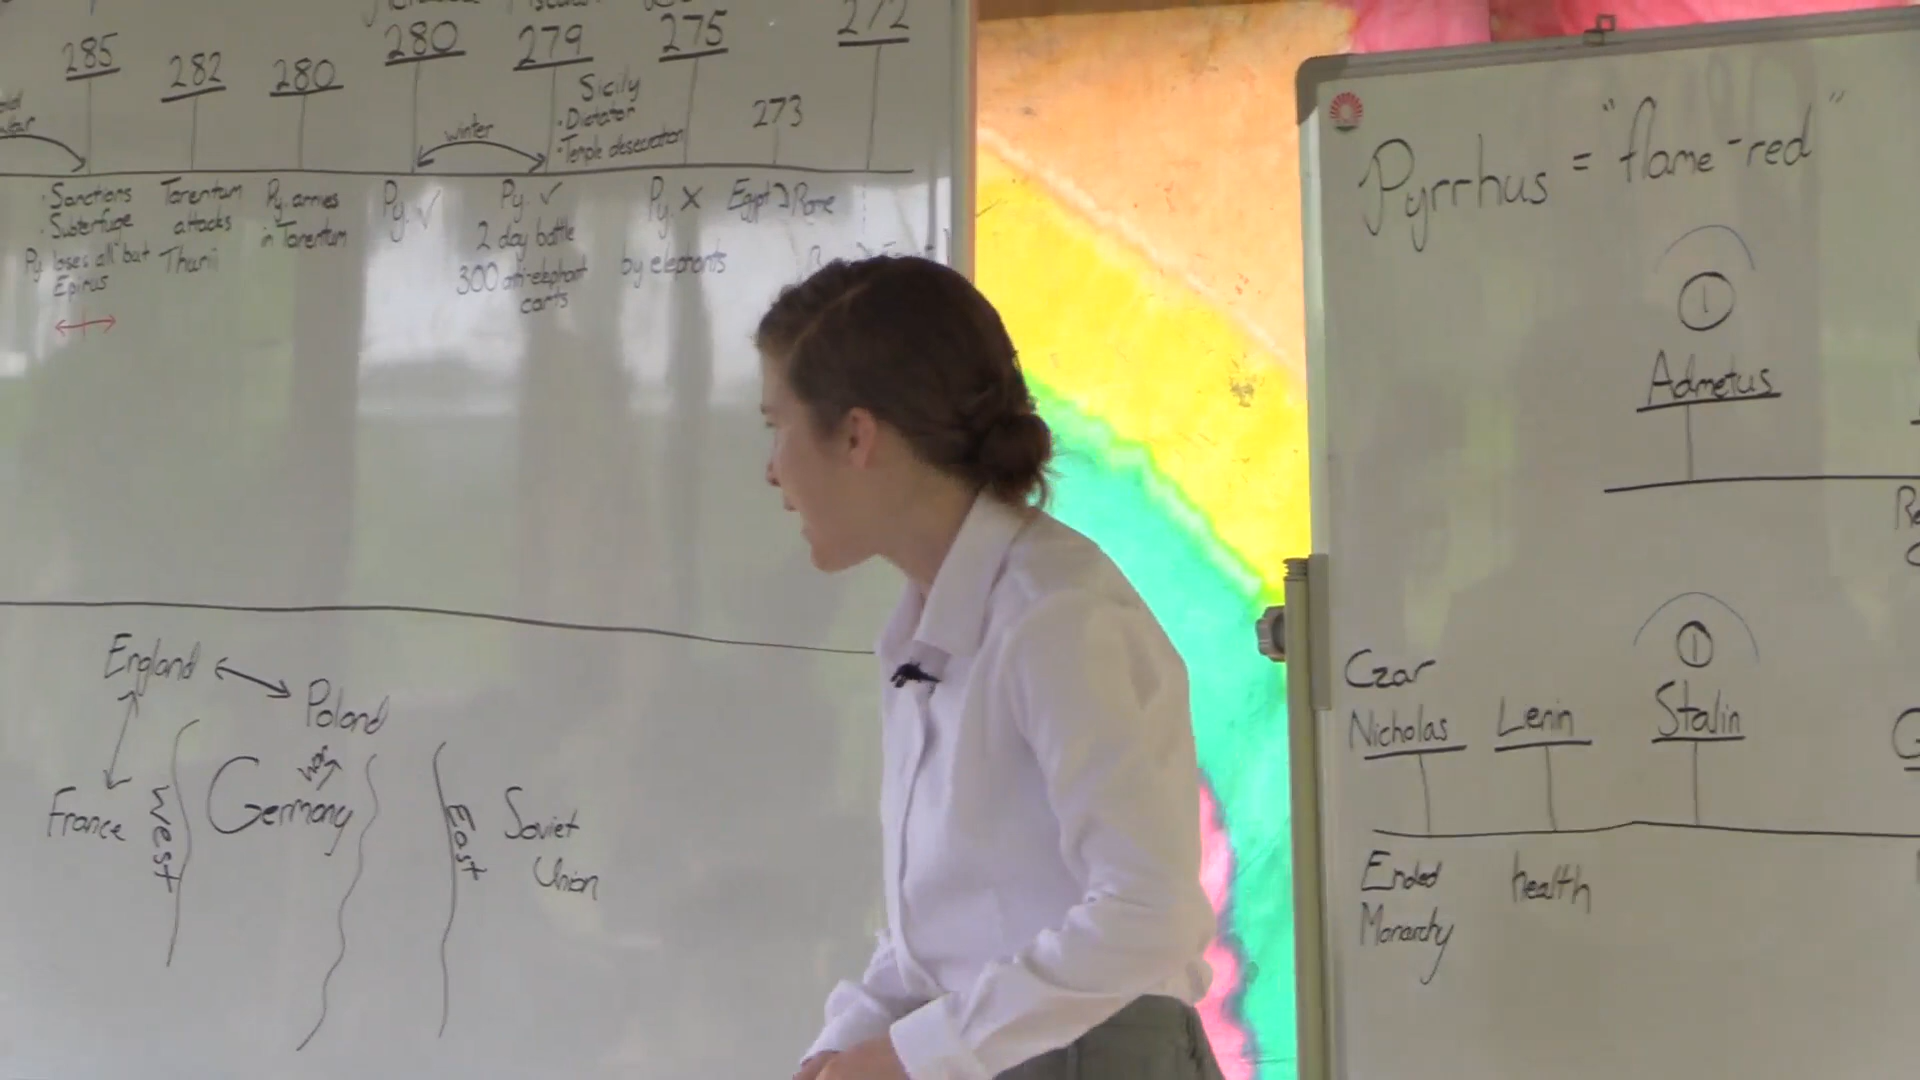 285
282
280
280
279
275
272
273
winter
Sicily
• Dictator
• Temple desecration
• Sanctions
• Subterfuge
Py loses all but
Epirus
Tarentum
attacks
Thurii
Py. arrives
in Tarentum
Py. ✓
Py. ✓
2 day battle
300 anti-elephant
carts
Py. X
by elephants
Egypt
Rome
England
Poland
France
West
Germany
War
East
Soviet
Union
Pyrrhus = "flame-red"
1
Admetus
1
Czar
Nicholas
Lenin
Stalin
Ended
Monarchy
health